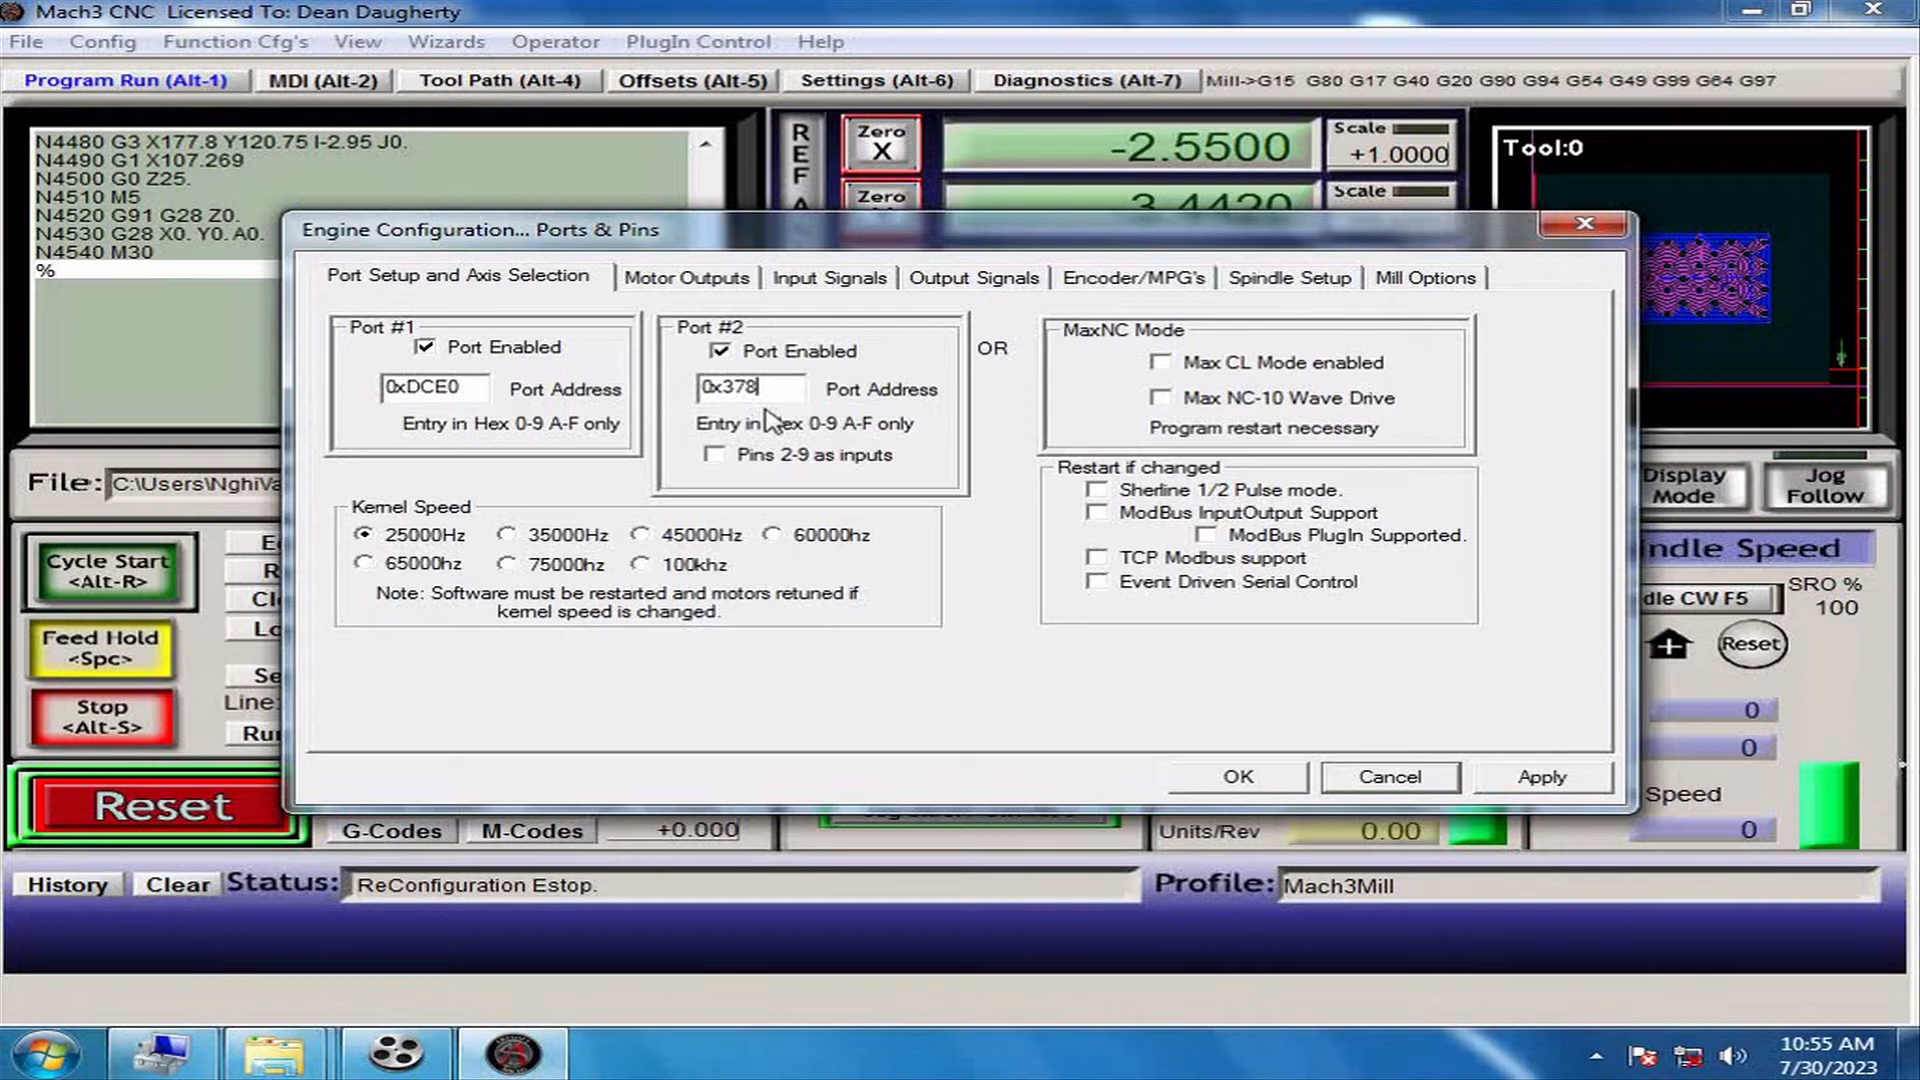 Mach3 CNC Licensed To: Dean Daugherty
File Config Function Cfg's View Wizards Operator PlugIn Control Help
Program Run (Alt-1) MDI (Alt-2) Tool Path (Alt-4) Offsets (Alt-5) Settings (Alt-6) Diagnostics (Alt-7) Mill->G15 G80 G17 G40 G20 G90 G94 G54 G49 G99 G64 G97
N4480 G3 X177.8 Y120.75 I-2.95 J0.
N4490 G1 X107.269
N4500 G0 Z25.
N4510 M5
N4520 G91 G28 Z0.
N4530 G28 X0. Y0. A0.
N4540 M30
%
REF A
Zero X
-2.5500
Scale
+1.0000
Zero
3.4420
Scale
Tool:0
Engine Configuration... Ports & Pins
Port Setup and Axis Selection Motor Outputs Input Signals Output Signals Encoder/MPG's Spindle Setup Mill Options
Port #1
Port Enabled
0xDCE0 Port Address
Entry in Hex 0-9 A-F only
Port #2
Port Enabled
0x378 Port Address
Entry in Hex 0-9 A-F only
Pins 2-9 as inputs
OR
MaxNC Mode
Max CL Mode enabled
Max NC-10 Wave Drive
Program restart necessary
Restart if changed
Sherline 1/2 Pulse mode.
ModBus InputOutput Support
ModBus PlugIn Supported.
TCP Modbus support
Event Driven Serial Control
Kernel Speed
25000Hz 35000Hz 45000Hz 60000hz
65000hz 75000hz 100khz
Note: Software must be restarted and motors retuned if
kernel speed is changed.
OK Cancel Apply
File: C:\Users\NghiVa
Display Mode
Jog Follow
Cycle Start
<Alt-R>
Feed Hold
<Spc>
Stop
<Alt-S>
Reset
Line:
Ru
ndle Speed
dle CW F5
SRO %
100
Reset
0
0
Speed
0
G-Codes M-Codes +0.000
Units/Rev 0.00
History Clear Status: ReConfiguration Estop.
Profile: Mach3Mill
10:55 AM
7/30/2023